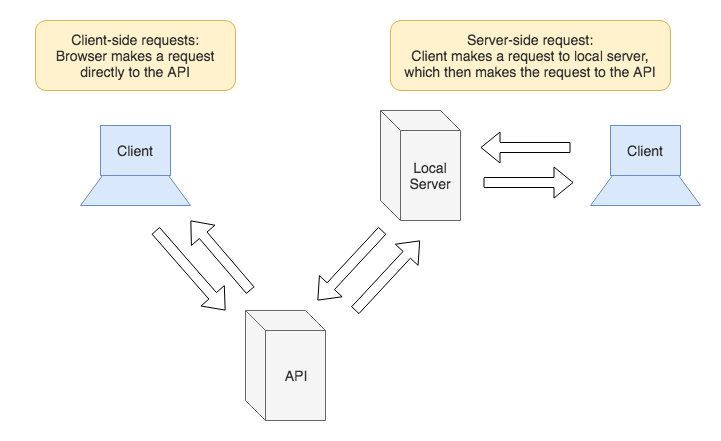 Client-side requests:
Browser makes a request
directly to the API
Server-side request:
Client makes a request to local server,
which then makes the request to the API
Client
Local
Server
Client
API